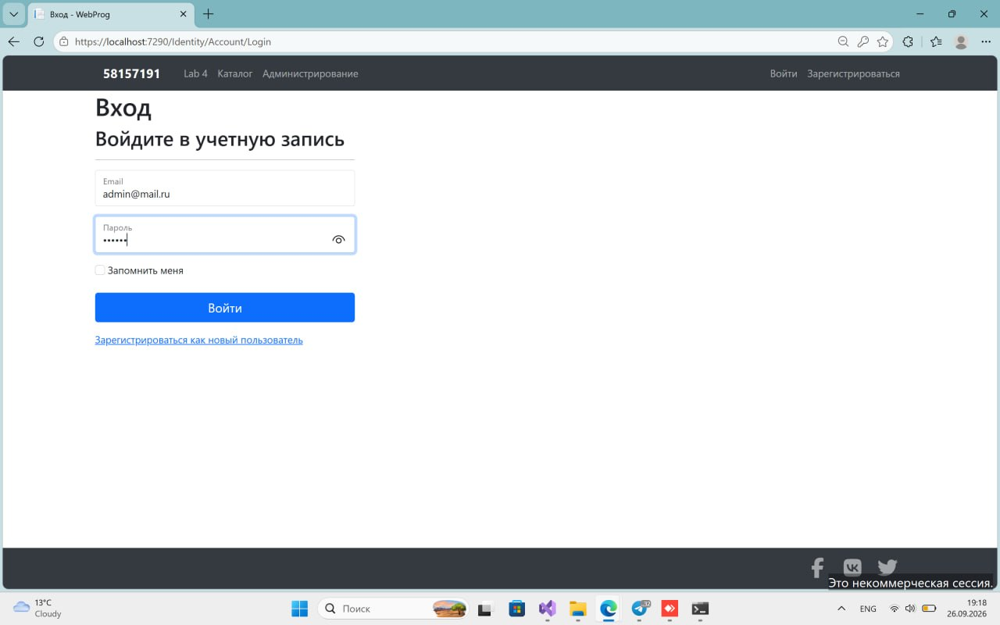 Вход - WebProg
https://localhost:7290/Identity/Account/Login
58157191 Lab 4 Каталог Администрирование Войти Зарегистрироваться
Вход
Войдите в учетную запись
Email
admin@mail.ru
Пароль
••••••
Запомнить меня
Войти
Зарегистрироваться как новый пользователь
Это некоммерческая сессия.
13°C
Cloudy
Поиск
32
ENG
19:18
26.09.2026